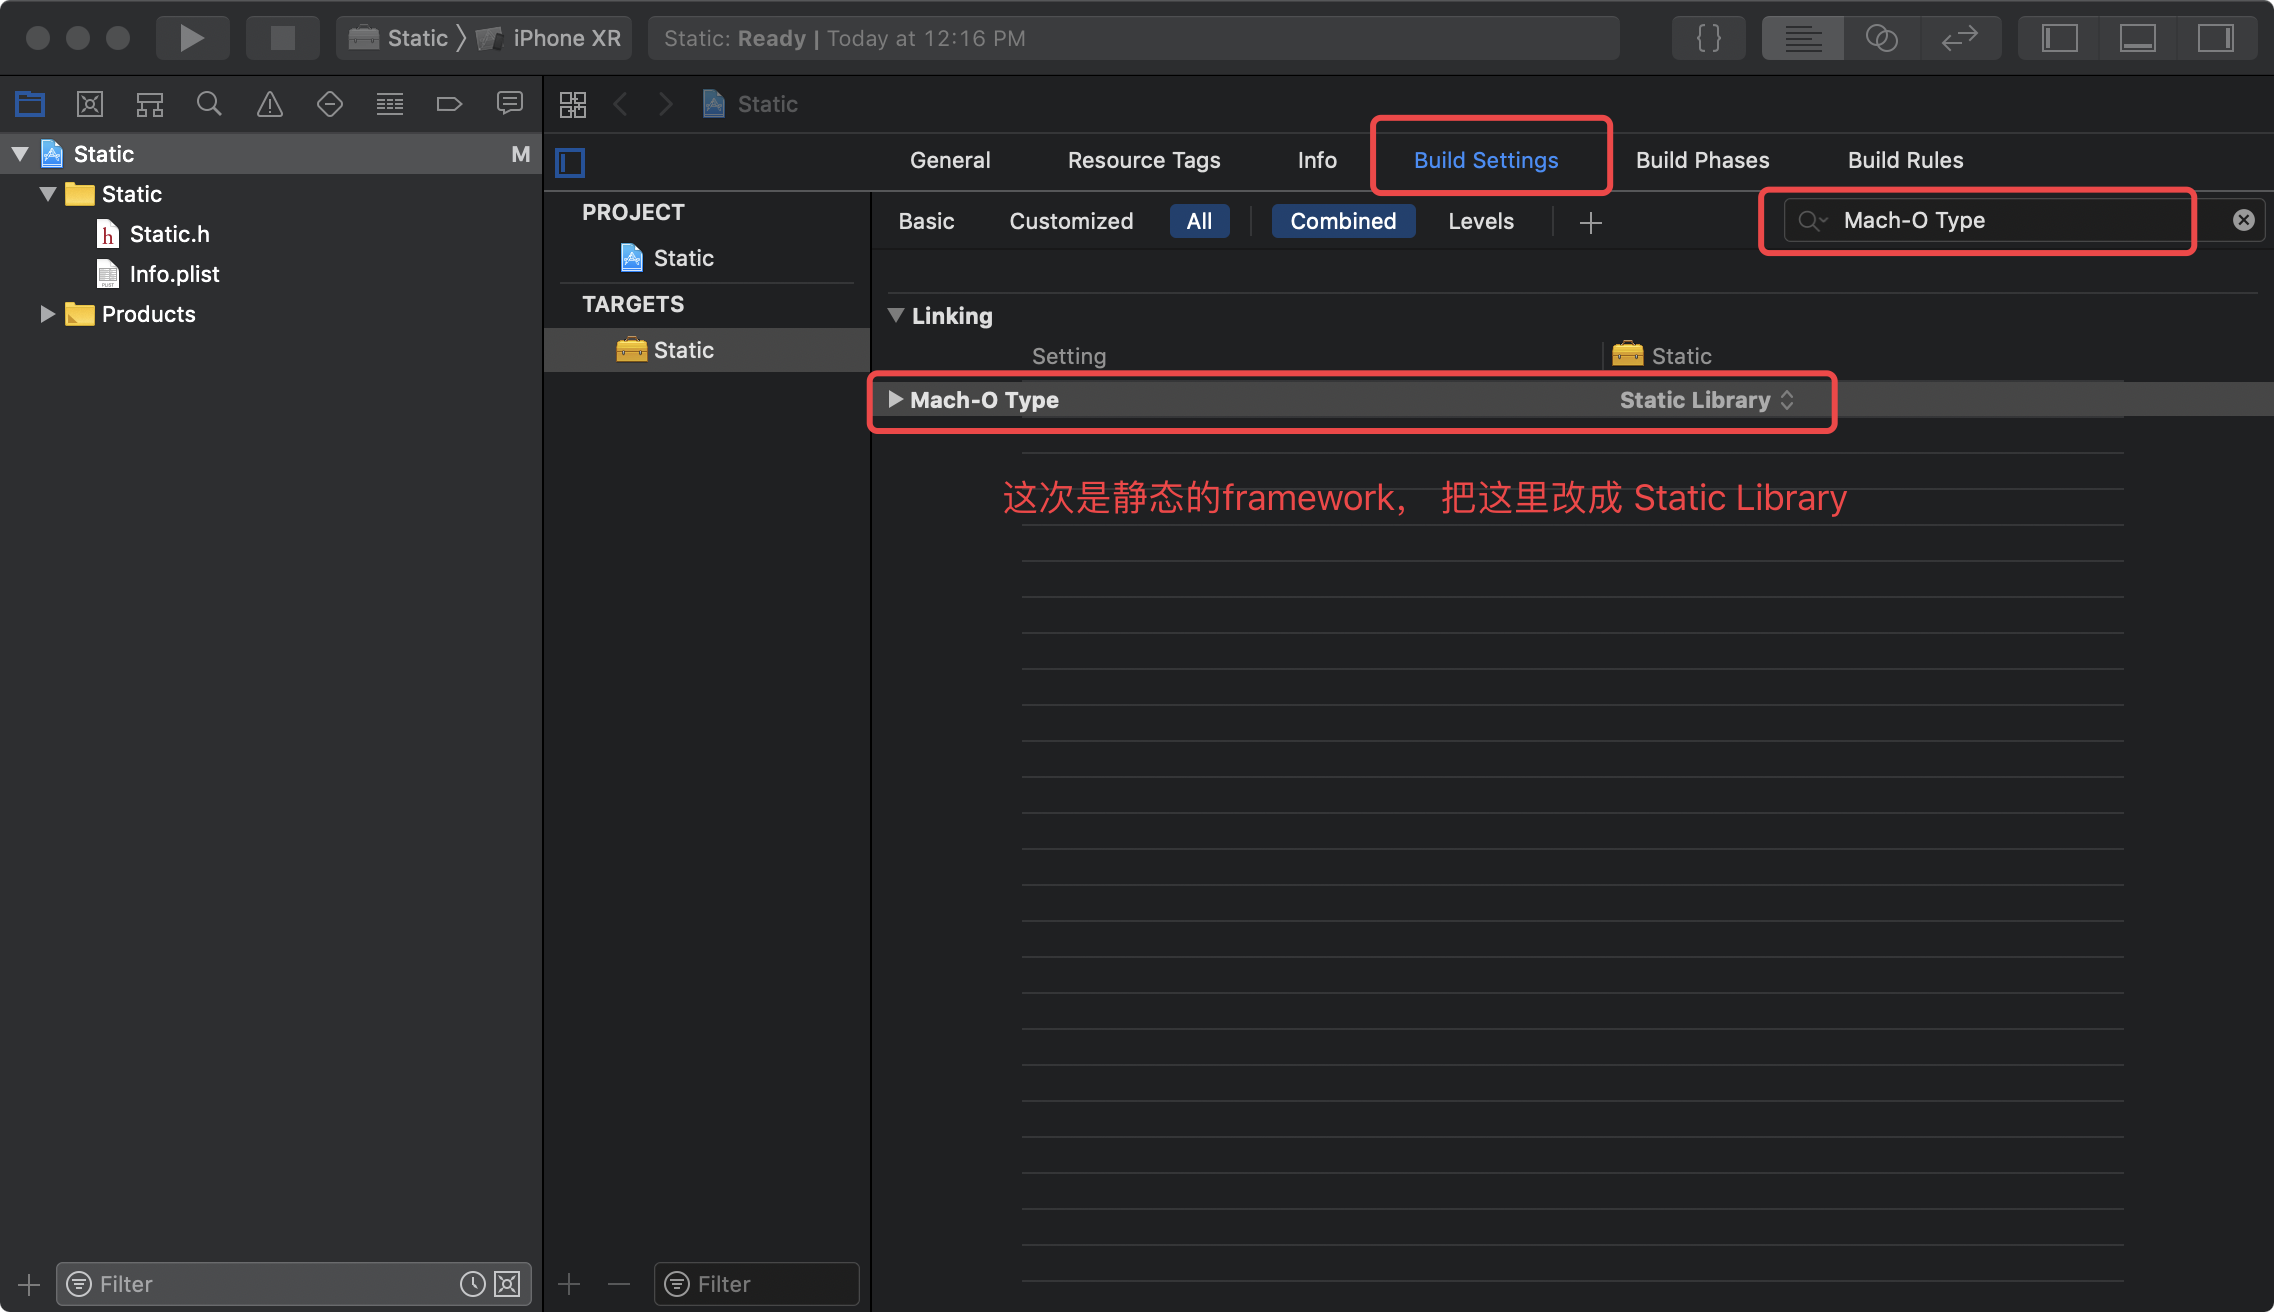 Static 〉 iPhone XR
Static: Ready | Today at 12:16 PM
{ }
Static
Static M
Static
Static.h
Info.plist
Products
General Resource Tags Info Build Settings Build Phases Build Rules
PROJECT
Static
TARGETS
Static
Basic Customized All Combined Levels
Mach-O Type
Linking
Setting Static
Mach-O Type Static Library
这次是静态的framework， 把这里改成 Static Library
Filter
Filter